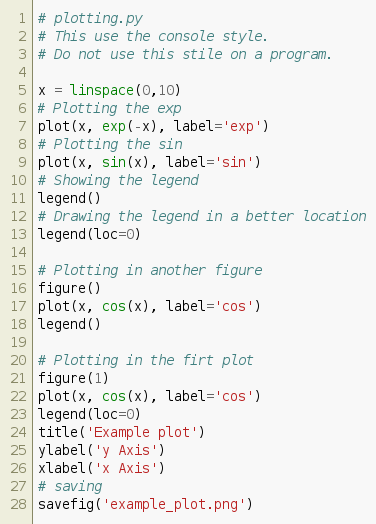 1 # plotting.py
2 # This use the console style.
3 # Do not use this stile on a program.
4
5 x = linspace(0,10)
6 # Plotting the exp
7 plot(x, exp(-x), label='exp')
8 # Plotting the sin
9 plot(x, sin(x), label='sin')
10 # Showing the legend
11 legend()
12 # Drawing the legend in a better location
13 legend(loc=0)
14
15 # Plotting in another figure
16 figure()
17 plot(x, cos(x), label='cos')
18 legend()
19
20 # Plotting in the firt plot
21 figure(1)
22 plot(x, cos(x), label='cos')
23 legend(loc=0)
24 title('Example plot')
25 ylabel('y Axis')
26 xlabel('x Axis')
27 # saving
28 savefig('example_plot.png')